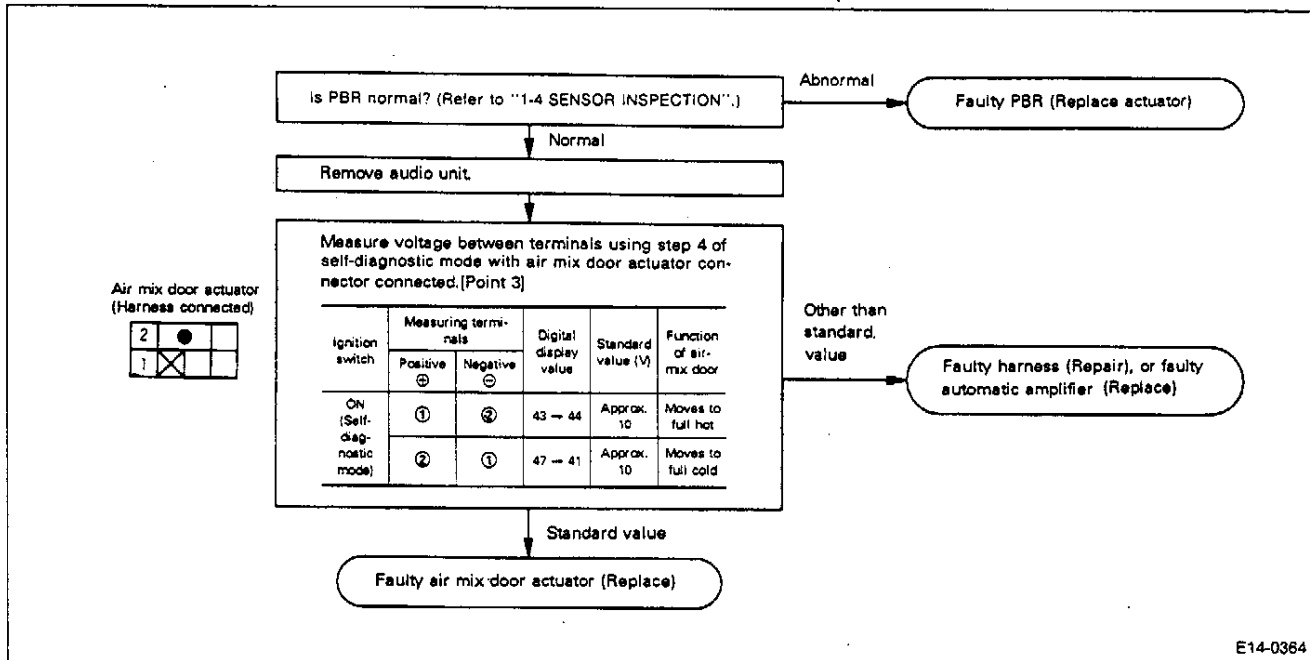 Is PBR normal? (Refer to "1-4 SENSOR INSPECTION".)
Abnormal
Faulty PBR (Replace actuator)
Normal
Remove audio unit.
Measure voltage between terminals using step 4 of
self-diagnostic mode with air mix door actuator con-
nector connected.[Point 3]
Air mix door actuator
(Harness connected)
2
1
Ignition
switch
Measuring termi-
nals
Positive
⊕
Negative
⊖
Digital
display
value
Standard
value (V)
Function
of air-
mix door
ON
(Self-
diag-
nostic
mode)
① ② 43 → 44 Approx.
10
Moves to
full hot
② ① 47 → 41 Approx.
10
Moves to
full cold
Other than
standard.
value
Faulty harness (Repair), or faulty
automatic amplifier (Replace)
Standard value
Faulty air mix door actuator (Replace)
E14-0364